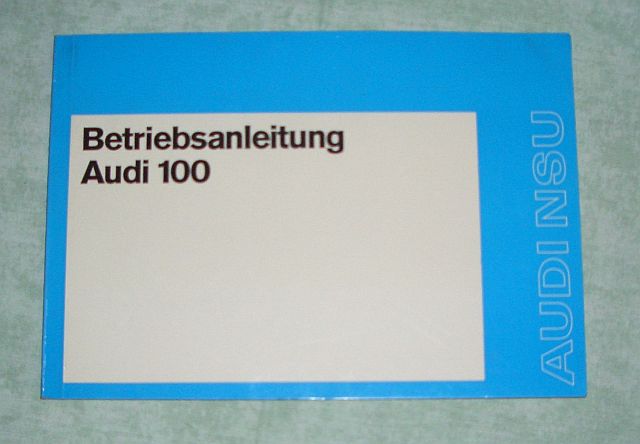 Betriebsanleitung
Audi 100
AUDI NSU